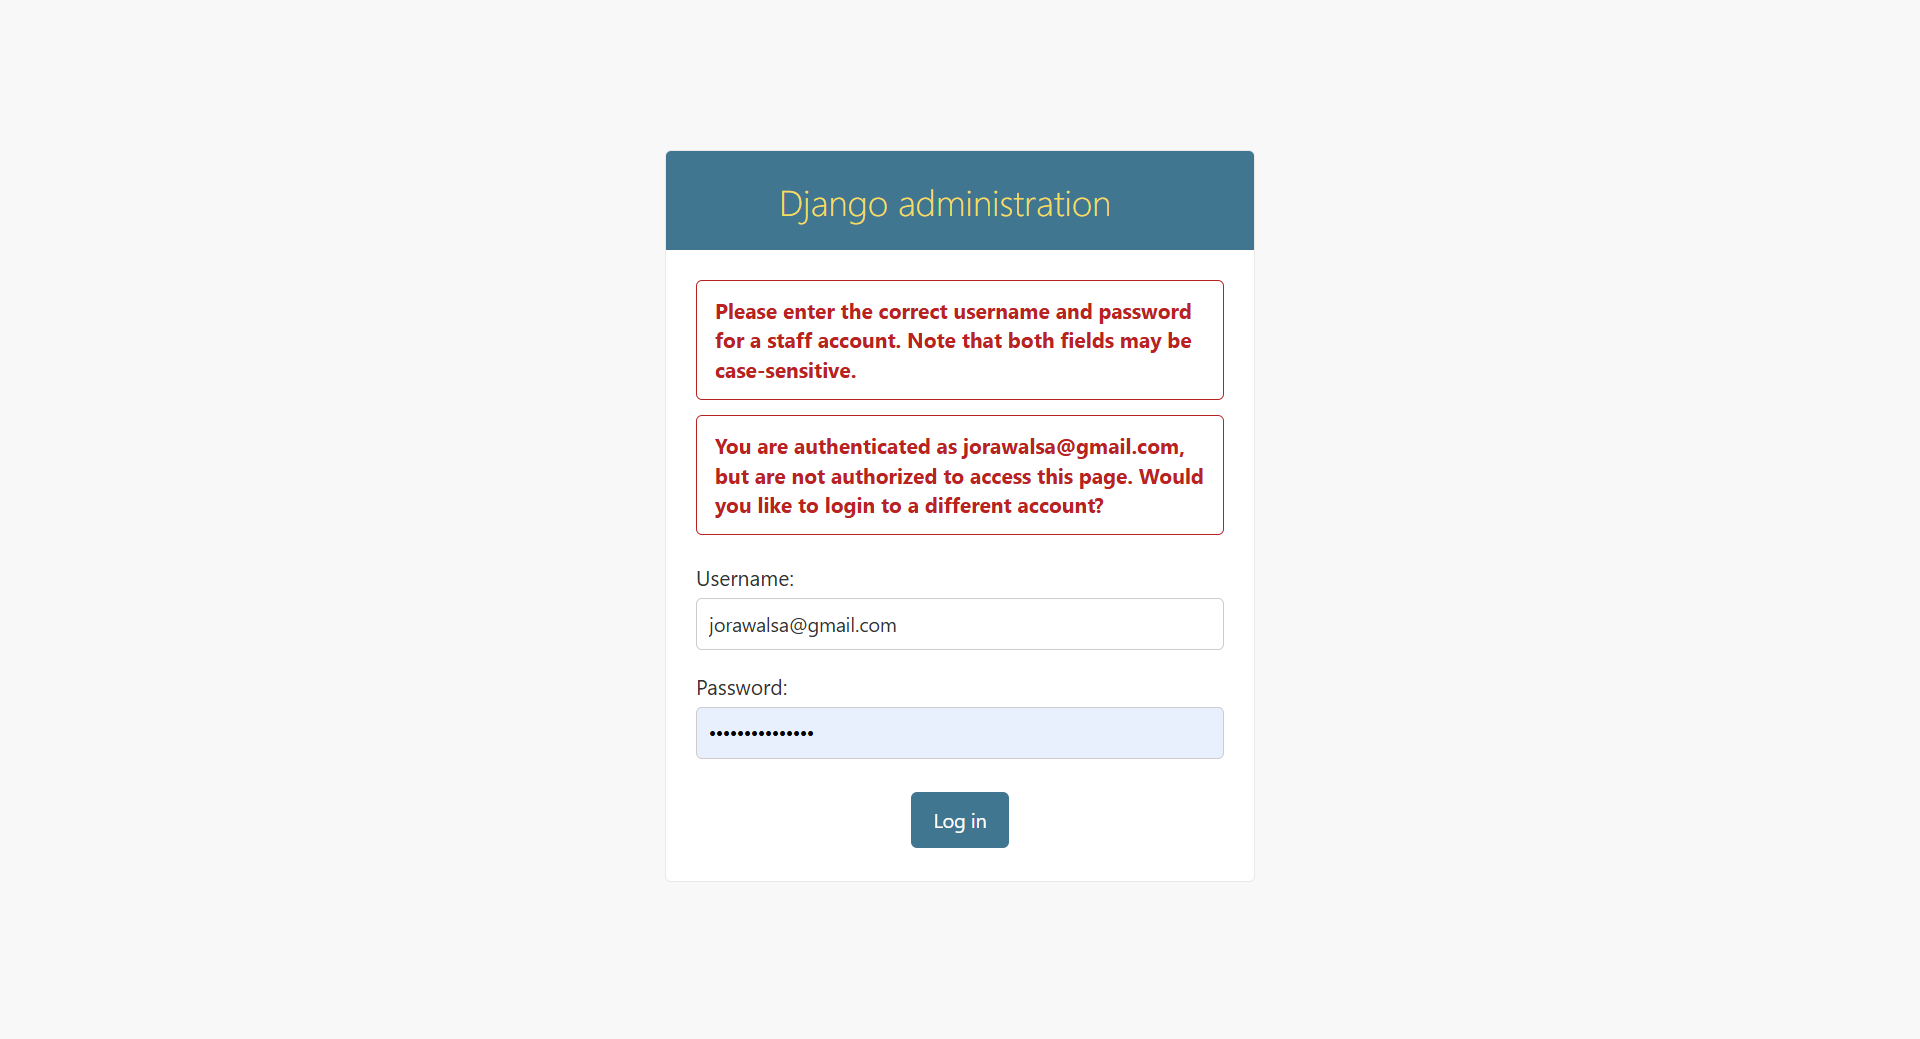 Django administration
Please enter the correct username and password
for a staff account. Note that both fields may be
case-sensitive.
You are authenticated as jorawalsa@gmail.com,
but are not authorized to access this page. Would
you like to login to a different account?
Username:
jorawalsa@gmail.com
Password:
•••••••••••••••
Log in